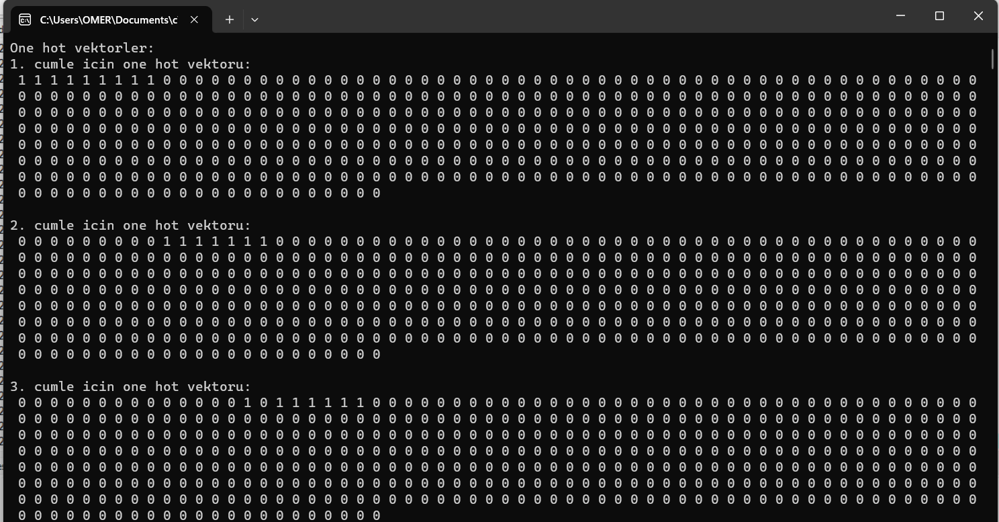 C:\Users\OMER\Documents\c
One hot vektorler:
1. cumle icin one hot vektoru:
1 1 1 1 1 1 1 1 1 0 0 0 0 0 0 0 0 0 0 0 0 0 0 0 0 0 0 0 0 0 0 0 0 0 0 0 0 0 0 0 0 0 0 0 0 0 0 0 0 0 0 0 0 0 0 0 0 0 0 0
0 0 0 0 0 0 0 0 0 0 0 0 0 0 0 0 0 0 0 0 0 0 0 0 0 0 0 0 0 0 0 0 0 0 0 0 0 0 0 0 0 0 0 0 0 0 0 0 0 0 0 0 0 0 0 0 0 0 0 0
0 0 0 0 0 0 0 0 0 0 0 0 0 0 0 0 0 0 0 0 0 0 0 0 0 0 0 0 0 0 0 0 0 0 0 0 0 0 0 0 0 0 0 0 0 0 0 0 0 0 0 0 0 0 0 0 0 0 0 0
0 0 0 0 0 0 0 0 0 0 0 0 0 0 0 0 0 0 0 0 0 0 0 0 0 0 0 0 0 0 0 0 0 0 0 0 0 0 0 0 0 0 0 0 0 0 0 0 0 0 0 0 0 0 0 0 0 0 0 0
0 0 0 0 0 0 0 0 0 0 0 0 0 0 0 0 0 0 0 0 0 0 0 0 0 0 0 0 0 0 0 0 0 0 0 0 0 0 0 0 0 0 0 0 0 0 0 0 0 0 0 0 0 0 0 0 0 0 0 0
0 0 0 0 0 0 0 0 0 0 0 0 0 0 0 0 0 0 0 0 0 0 0 0 0 0 0 0 0 0 0 0 0 0 0 0 0 0 0 0 0 0 0 0 0 0 0 0 0 0 0 0 0 0 0 0 0 0 0 0
0 0 0 0 0 0 0 0 0 0 0 0 0 0 0 0 0 0 0 0 0 0 0 0 0 0 0 0 0 0 0 0 0 0 0 0 0 0 0 0 0 0 0 0 0 0 0 0 0 0 0 0 0 0 0 0 0 0 0 0
0 0 0 0 0 0 0 0 0 0 0 0 0 0 0 0 0 0 0 0 0 0 0
2. cumle icin one hot vektoru:
0 0 0 0 0 0 0 0 0 1 1 1 1 1 1 1 0 0 0 0 0 0 0 0 0 0 0 0 0 0 0 0 0 0 0 0 0 0 0 0 0 0 0 0 0 0 0 0 0 0 0 0 0 0 0 0 0 0 0 0
0 0 0 0 0 0 0 0 0 0 0 0 0 0 0 0 0 0 0 0 0 0 0 0 0 0 0 0 0 0 0 0 0 0 0 0 0 0 0 0 0 0 0 0 0 0 0 0 0 0 0 0 0 0 0 0 0 0 0 0
0 0 0 0 0 0 0 0 0 0 0 0 0 0 0 0 0 0 0 0 0 0 0 0 0 0 0 0 0 0 0 0 0 0 0 0 0 0 0 0 0 0 0 0 0 0 0 0 0 0 0 0 0 0 0 0 0 0 0 0
0 0 0 0 0 0 0 0 0 0 0 0 0 0 0 0 0 0 0 0 0 0 0 0 0 0 0 0 0 0 0 0 0 0 0 0 0 0 0 0 0 0 0 0 0 0 0 0 0 0 0 0 0 0 0 0 0 0 0 0
0 0 0 0 0 0 0 0 0 0 0 0 0 0 0 0 0 0 0 0 0 0 0 0 0 0 0 0 0 0 0 0 0 0 0 0 0 0 0 0 0 0 0 0 0 0 0 0 0 0 0 0 0 0 0 0 0 0 0 0
0 0 0 0 0 0 0 0 0 0 0 0 0 0 0 0 0 0 0 0 0 0 0 0 0 0 0 0 0 0 0 0 0 0 0 0 0 0 0 0 0 0 0 0 0 0 0 0 0 0 0 0 0 0 0 0 0 0 0 0
0 0 0 0 0 0 0 0 0 0 0 0 0 0 0 0 0 0 0 0 0 0 0 0 0 0 0 0 0 0 0 0 0 0 0 0 0 0 0 0 0 0 0 0 0 0 0 0 0 0 0 0 0 0 0 0 0 0 0 0
0 0 0 0 0 0 0 0 0 0 0 0 0 0 0 0 0 0 0 0 0 0 0
3. cumle icin one hot vektoru:
0 0 0 0 0 0 0 0 0 0 0 0 0 0 1 0 1 1 1 1 1 1 0 0 0 0 0 0 0 0 0 0 0 0 0 0 0 0 0 0 0 0 0 0 0 0 0 0 0 0 0 0 0 0 0 0 0 0 0 0
0 0 0 0 0 0 0 0 0 0 0 0 0 0 0 0 0 0 0 0 0 0 0 0 0 0 0 0 0 0 0 0 0 0 0 0 0 0 0 0 0 0 0 0 0 0 0 0 0 0 0 0 0 0 0 0 0 0 0 0
0 0 0 0 0 0 0 0 0 0 0 0 0 0 0 0 0 0 0 0 0 0 0 0 0 0 0 0 0 0 0 0 0 0 0 0 0 0 0 0 0 0 0 0 0 0 0 0 0 0 0 0 0 0 0 0 0 0 0 0
0 0 0 0 0 0 0 0 0 0 0 0 0 0 0 0 0 0 0 0 0 0 0 0 0 0 0 0 0 0 0 0 0 0 0 0 0 0 0 0 0 0 0 0 0 0 0 0 0 0 0 0 0 0 0 0 0 0 0 0
0 0 0 0 0 0 0 0 0 0 0 0 0 0 0 0 0 0 0 0 0 0 0 0 0 0 0 0 0 0 0 0 0 0 0 0 0 0 0 0 0 0 0 0 0 0 0 0 0 0 0 0 0 0 0 0 0 0 0 0
0 0 0 0 0 0 0 0 0 0 0 0 0 0 0 0 0 0 0 0 0 0 0 0 0 0 0 0 0 0 0 0 0 0 0 0 0 0 0 0 0 0 0 0 0 0 0 0 0 0 0 0 0 0 0 0 0 0 0 0
0 0 0 0 0 0 0 0 0 0 0 0 0 0 0 0 0 0 0 0 0 0 0 0 0 0 0 0 0 0 0 0 0 0 0 0 0 0 0 0 0 0 0 0 0 0 0 0 0 0 0 0 0 0 0 0 0 0 0 0
0 0 0 0 0 0 0 0 0 0 0 0 0 0 0 0 0 0 0 0 0 0 0